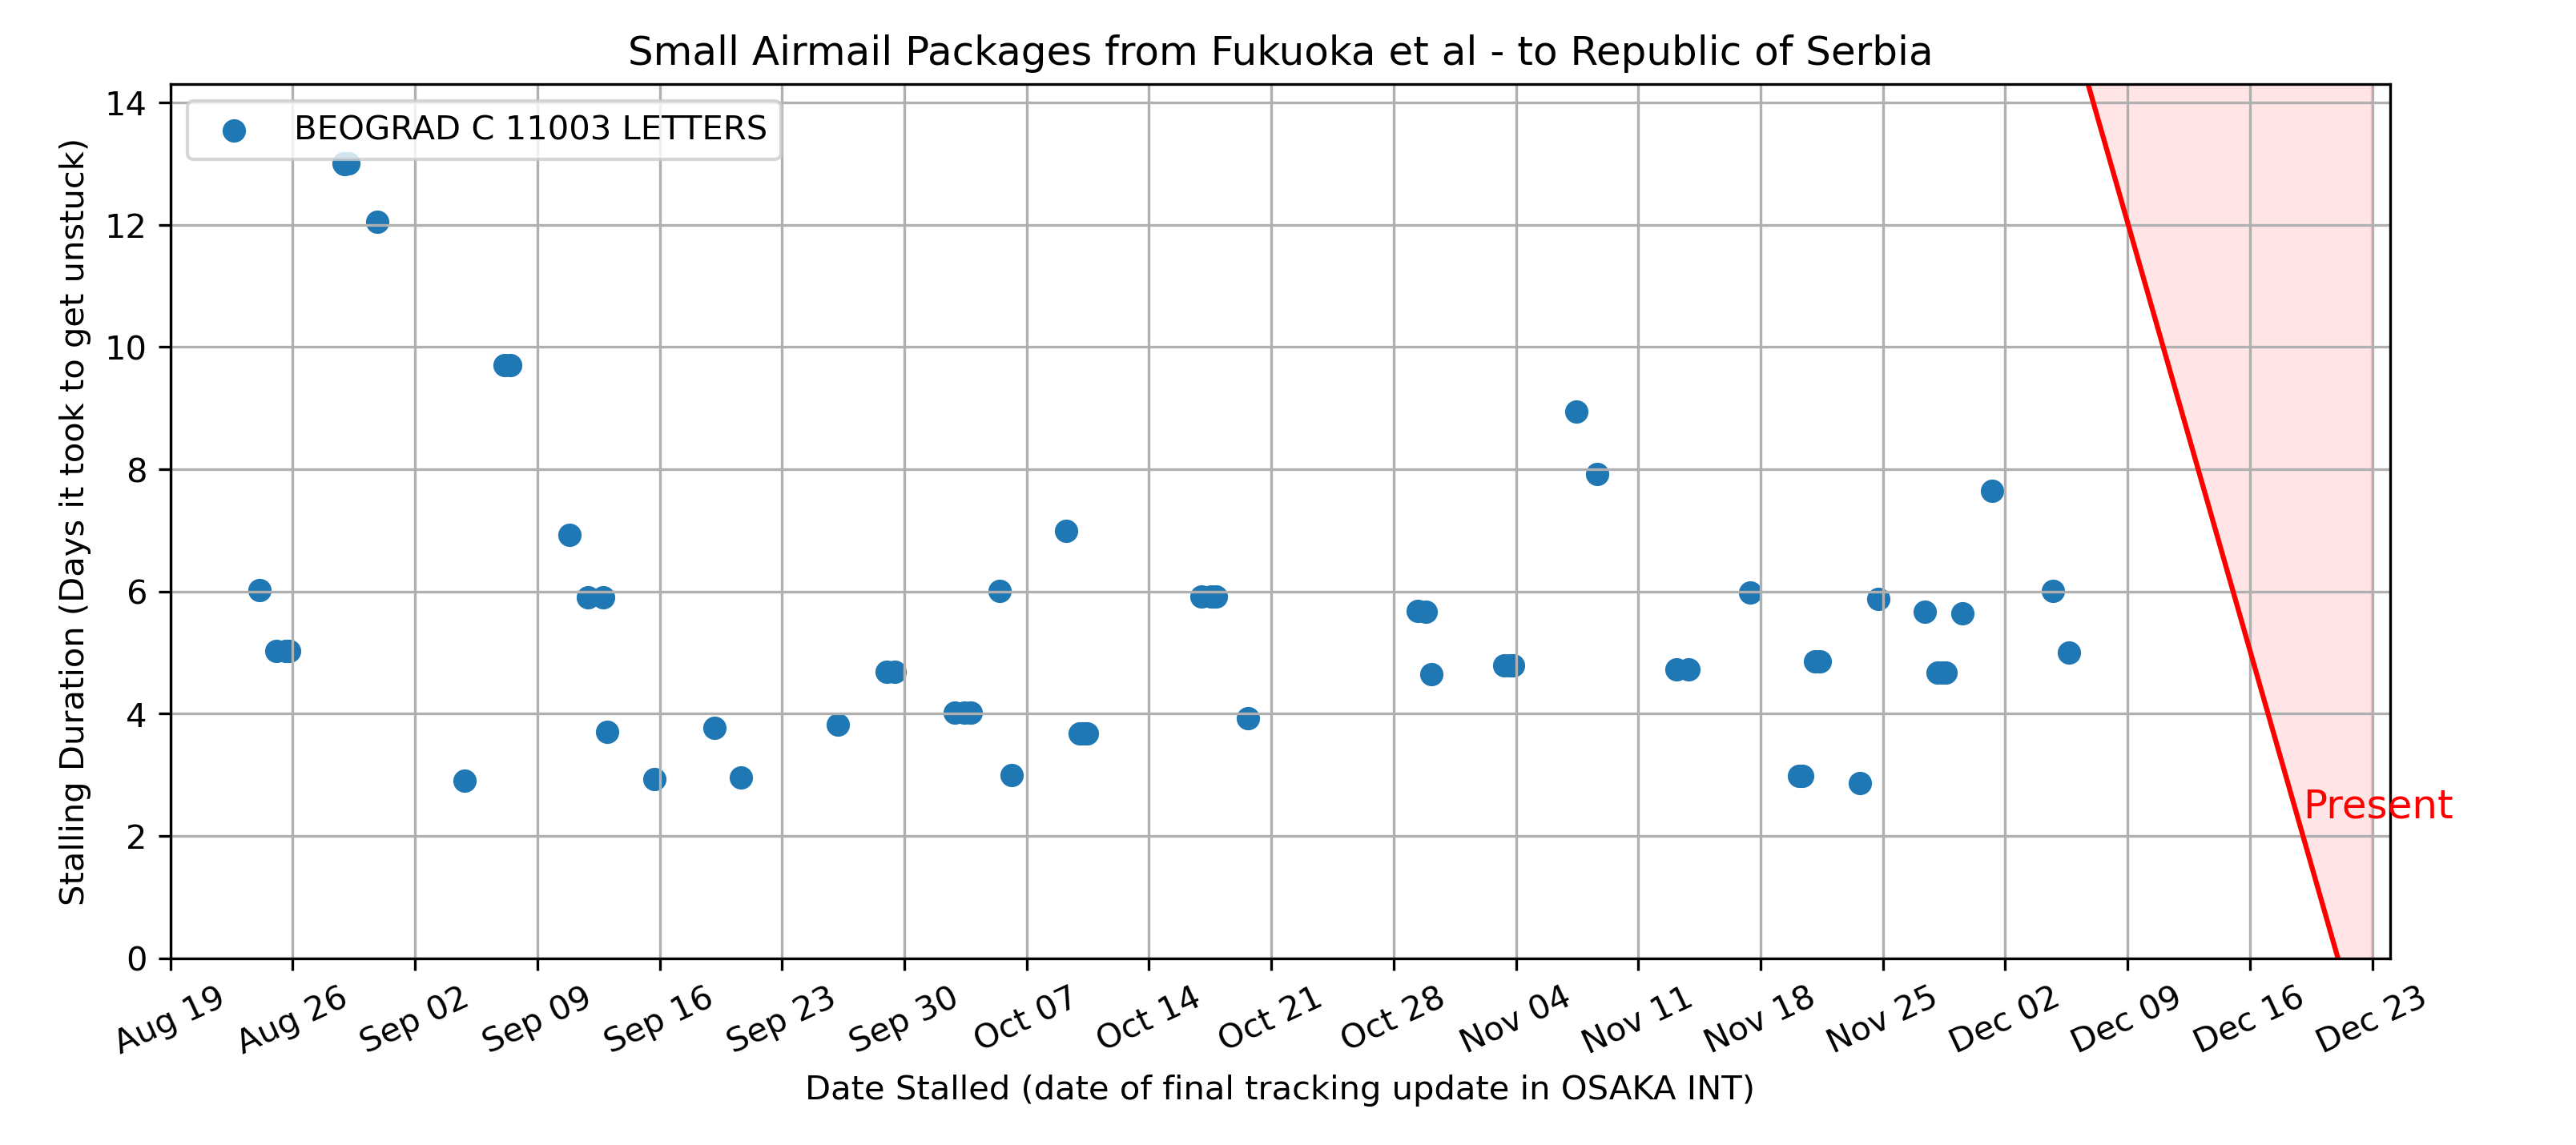 Small Airmail Packages from Fukuoka et al - to Republic of Serbia
BEOGRAD C 11003 LETTERS
Stalling Duration (Days it took to get unstuck)
14
12
10
8
6
4
2
0
Present
Aug 19
Aug 26
Sep 02
Sep 09
Sep 16
Sep 23
Sep 30
Oct 07
Oct 14
Oct 21
Oct 28
Nov 04
Nov 11
Nov 18
Nov 25
Dec 02
Dec 09
Dec 16
Dec 23
Date Stalled (date of final tracking update in OSAKA INT)